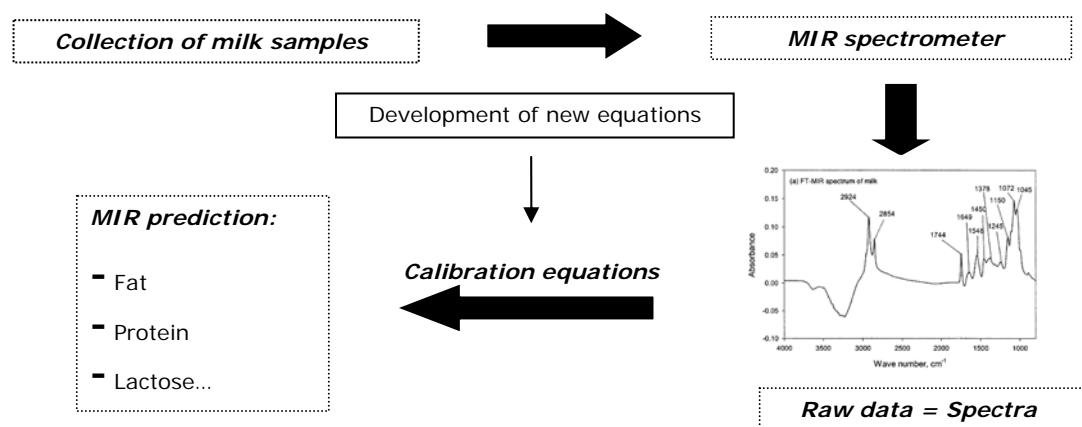 Collection of milk samples
MIR spectrometer
Development of new equations
MIR prediction:
- Fat
- Protein
- Lactose...
Calibration equations
(a) FT-MIR spectrum of milk
0.20
0.15
0.10
0.05
0.00
-0.05
-0.10
Absorbance
2924
2854
1744
1649
1548
1450
1378
1245
1150
1072
1045
4000 3500 3000 2500 2000 1500 1000
Wave number, cm⁻¹
Raw data = Spectra